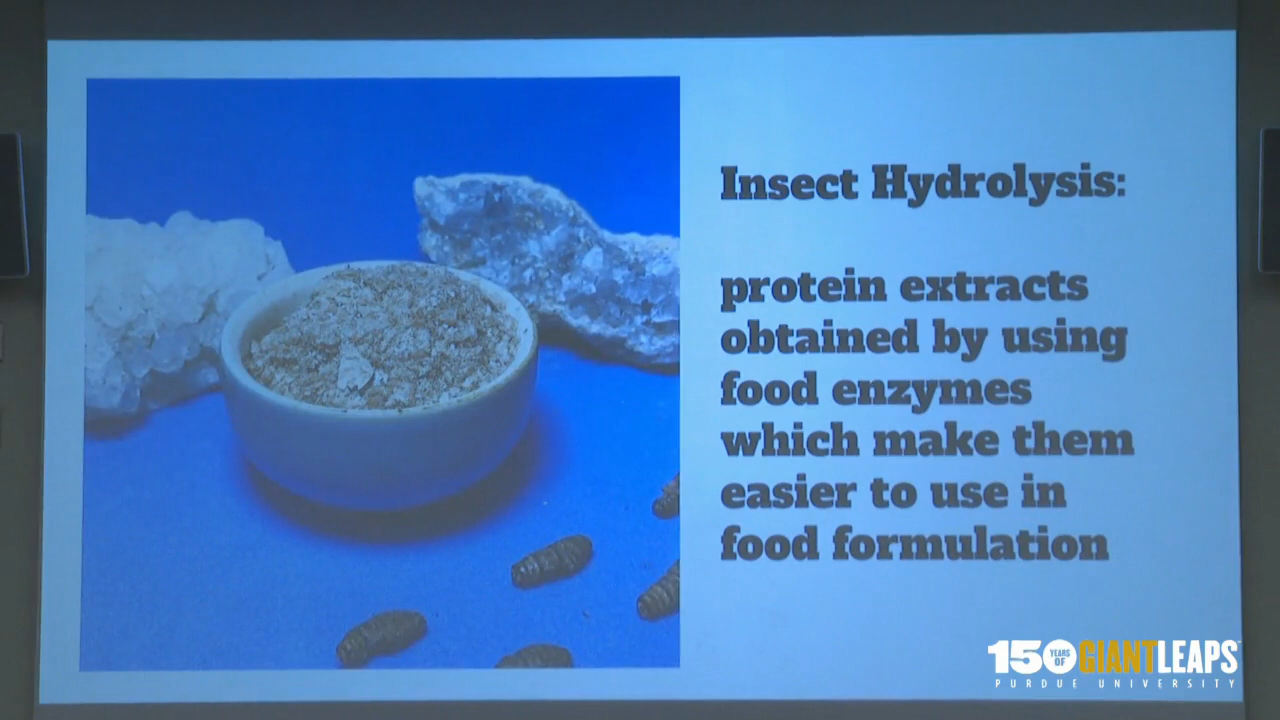 Insect Hydrolysis:
protein extracts
obtained by using
food enzymes
which make them
easier to use in
food formulation
150 YEARS OF GIANT LEAPS
PURDUE UNIVERSITY